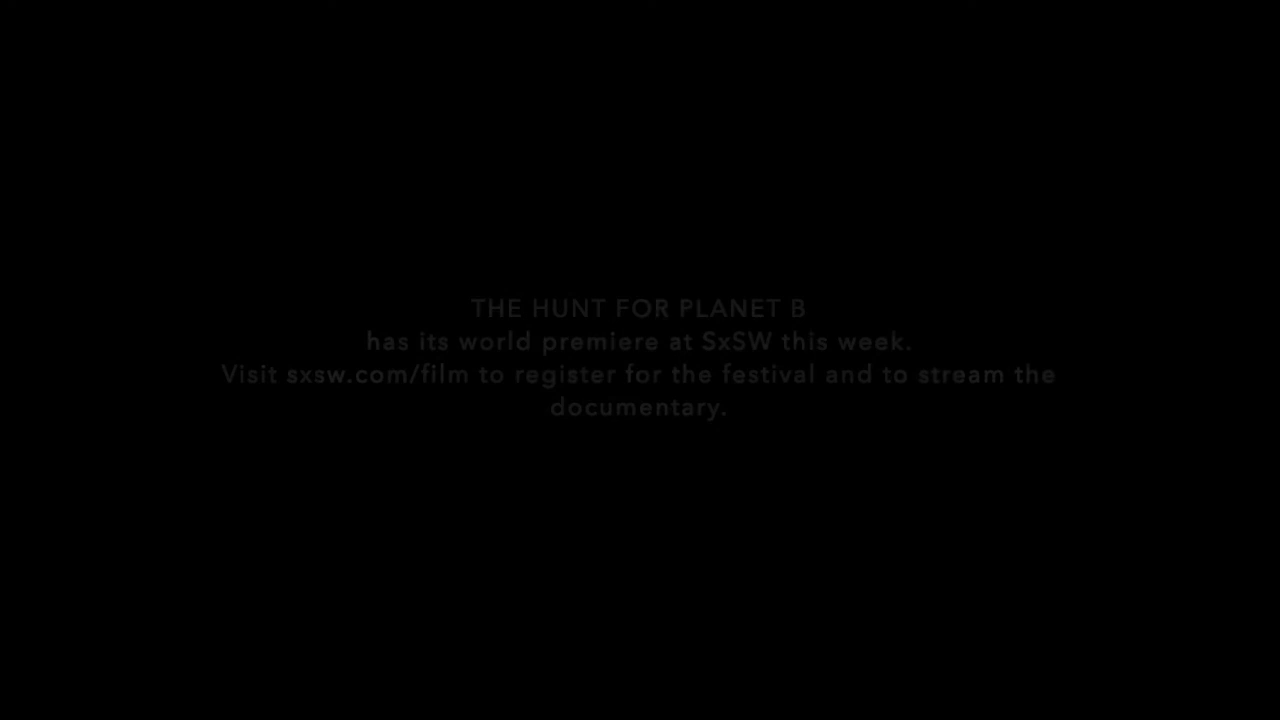 THE HUNT FOR PLANET B
has its world premiere at SxSW this week.
Visit sxsw.com/film to register for the festival and to stream the
documentary.